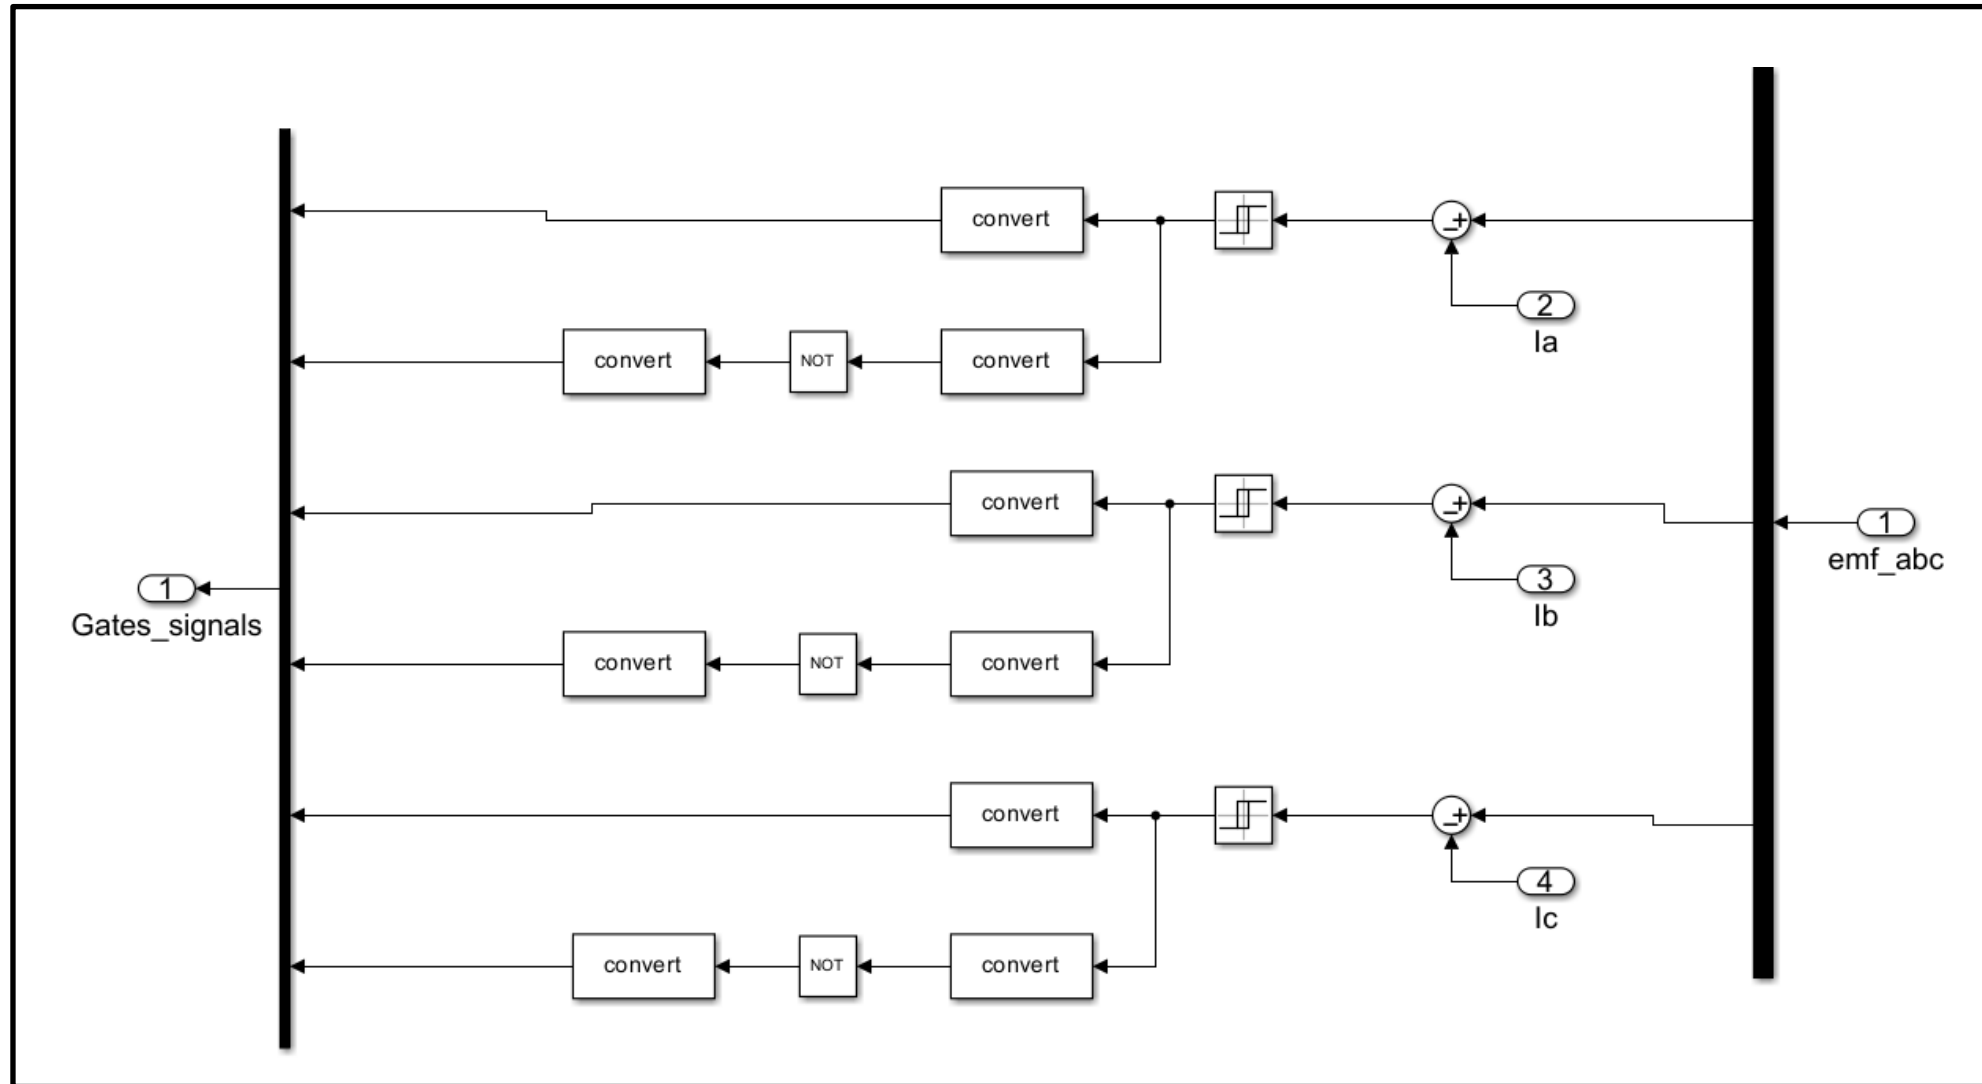 convert
2
Ia
convert
NOT
convert
convert
1
emf_abc
3
Ib
1
Gates_signals
convert
NOT
convert
convert
4
Ic
convert
NOT
convert